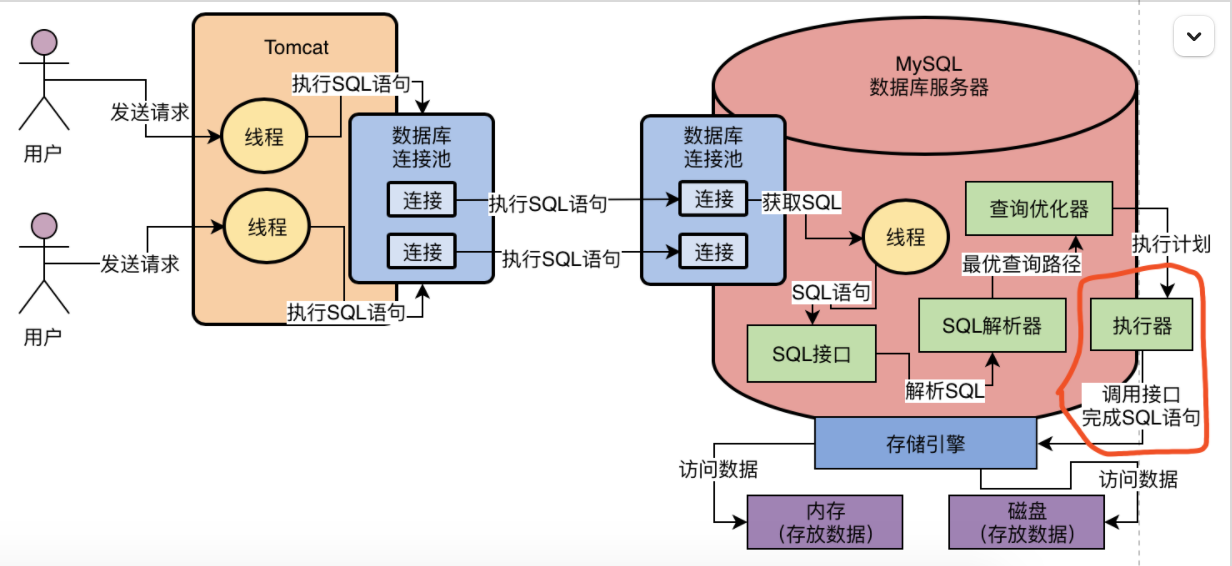 Tomcat
执行SQL语句
发送请求
线程
用户
数据库
连接池
连接
执行SQL语句
线程
连接
执行SQL语句
发送请求
执行SQL语句
用户
MySQL
数据库服务器
数据库
连接池
连接
获取SQL
连接
线程
查询优化器
执行计划
最优查询路径
SQL语句
SQL接口
SQL解析器
执行器
解析SQL
调用接口
完成SQL语句
存储引擎
访问数据
访问数据
内存
(存放数据)
磁盘
(存放数据)